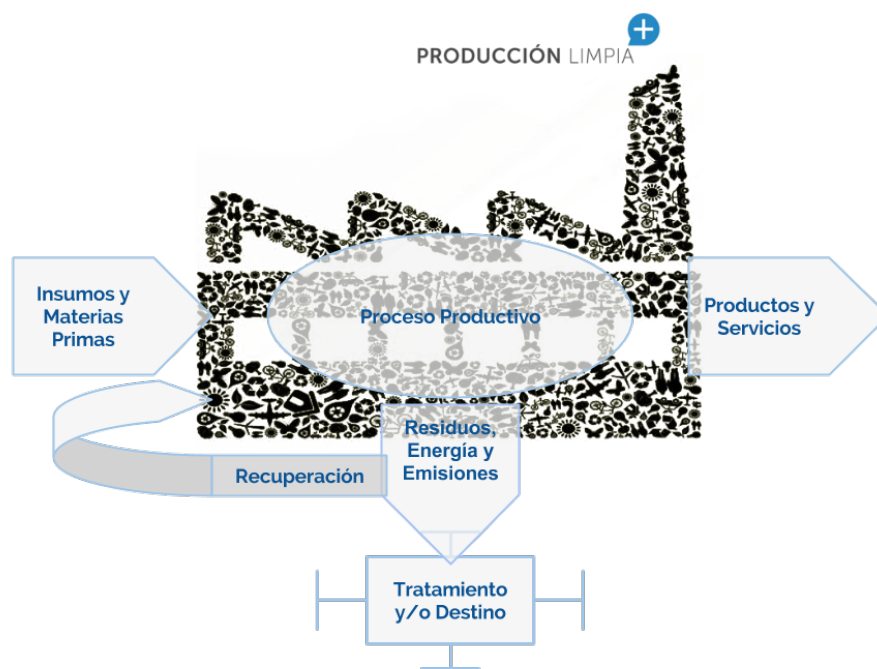 PRODUCCIÓN LIMPIA
Insumos y
Materias
Primas
Proceso Productivo
Productos y
Servicios
Residuos,
Energía y
Emisiones
Recuperación
Tratamiento
y/o Destino